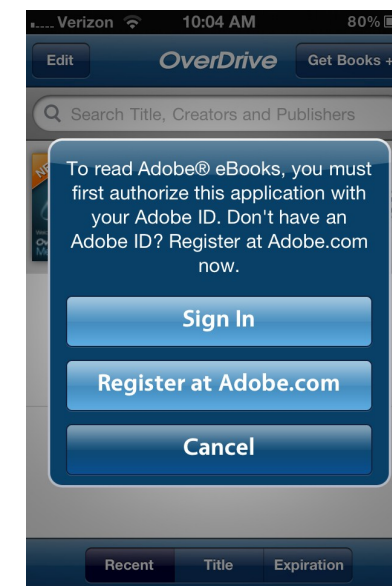 Verizon 10:04 AM 80%
Edit OverDrive Get Books +
Search Title, Creators and Publishers
To read Adobe® eBooks, you must
first authorize this application with
your Adobe ID. Don't have an
Adobe ID? Register at Adobe.com
now.
Sign In
Register at Adobe.com
Cancel
Recent Title Expiration